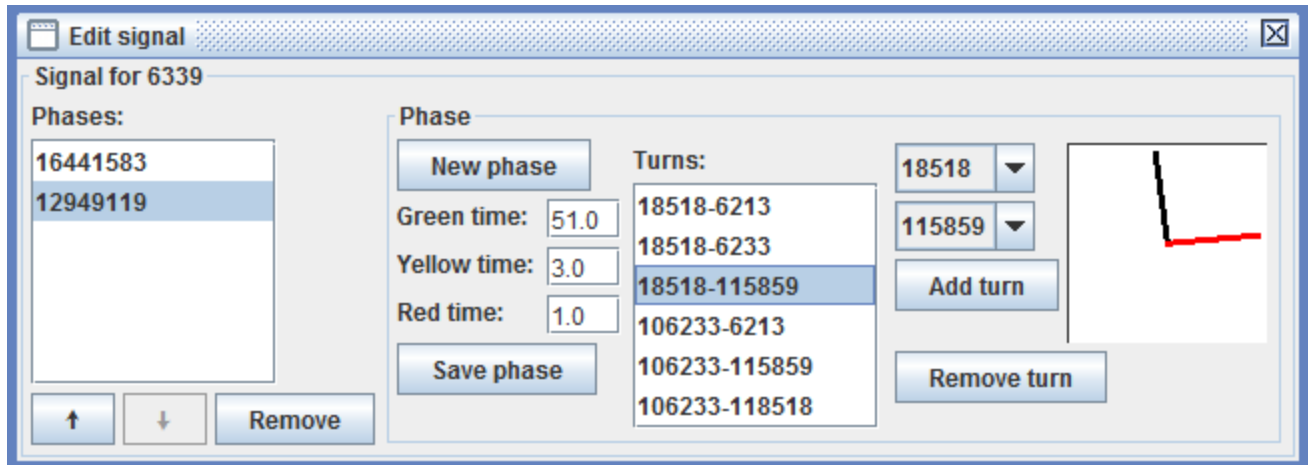 Edit signal
Signal for 6339
Phases:
16441583
12949119
Remove
Phase
New phase
Green time: 51.0
Yellow time: 3.0
Red time: 1.0
Save phase
Turns:
18518-6213
18518-6233
18518-115859
106233-6213
106233-115859
106233-118518
18518
115859
Add turn
Remove turn